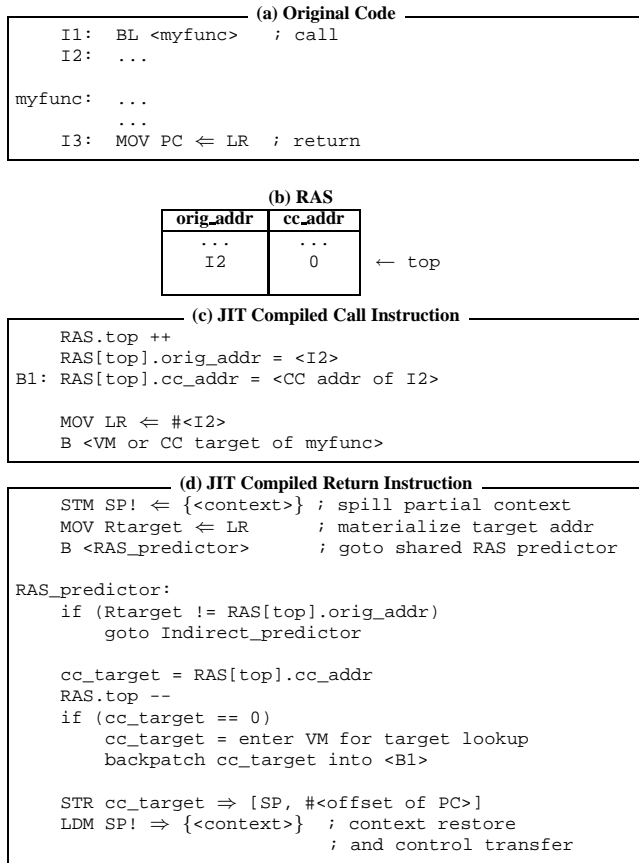 (a) Original Code
I1: BL <myfunc> ; call
I2: ...
myfunc: ...
...
I3: MOV PC ⇐ LR ; return
(b) RAS
orig_addr cc_addr
... ...
I2 0 ← top
(c) JIT Compiled Call Instruction
RAS.top ++
RAS[top].orig_addr = <I2>
B1: RAS[top].cc_addr = <CC addr of I2>
MOV LR ⇐ #<I2>
B <VM or CC target of myfunc>
(d) JIT Compiled Return Instruction
STM SP! ⇐ {<context>} ; spill partial context
MOV Rtarget ⇐ LR ; materialize target addr
B <RAS_predictor> ; goto shared RAS predictor
RAS_predictor:
if (Rtarget != RAS[top].orig_addr)
goto Indirect_predictor
cc_target = RAS[top].cc_addr
RAS.top --
if (cc_target == 0)
cc_target = enter VM for target lookup
backpatch cc_target into <B1>
STR cc_target ⇒ [SP, #<offset of PC>]
LDM SP! ⇒ {<context>} ; context restore
; and control transfer